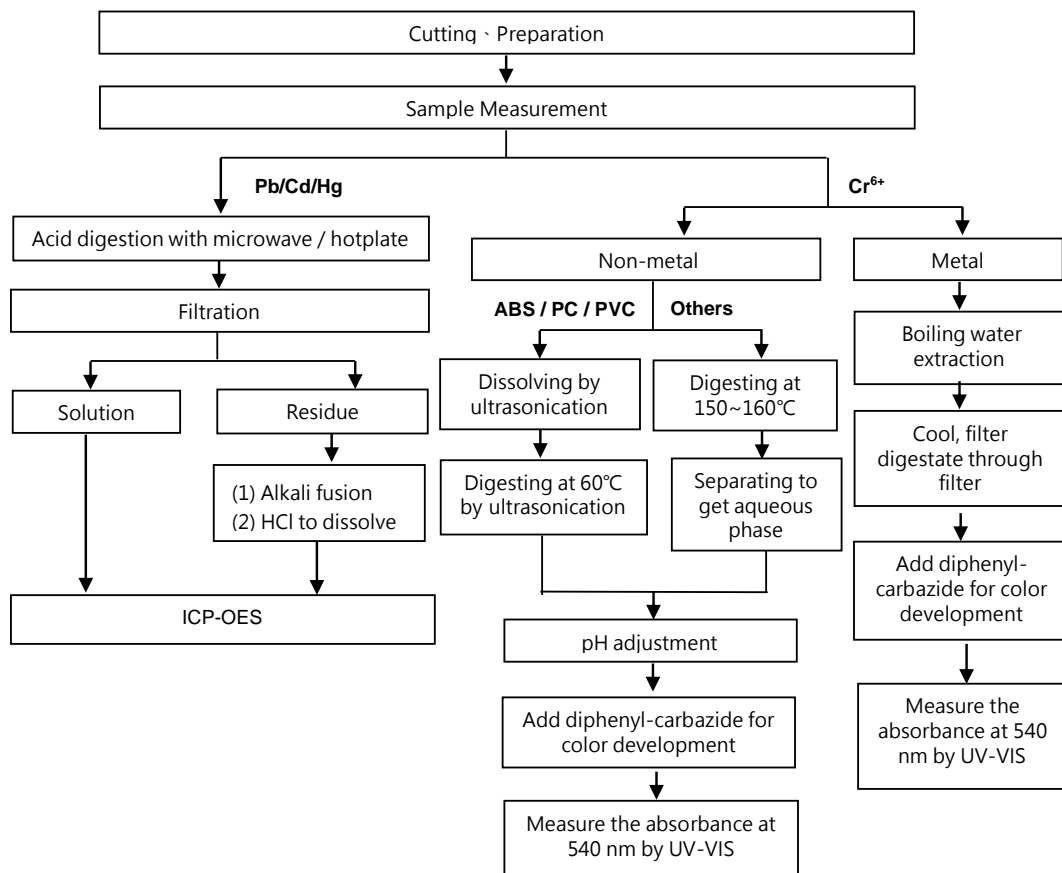 Cutting、Preparation
Sample Measurement
Pb/Cd/Hg
Cr⁶⁺
Acid digestion with microwave / hotplate
Non-metal
Metal
Filtration
ABS / PC / PVC
Others
Boiling water
extraction
Solution
Residue
Dissolving by
ultrasonication
Digesting at
150~160℃
Cool, filter
digestate through
filter
(1) Alkali fusion
(2) HCl to dissolve
Digesting at 60℃
by ultrasonication
Separating to
get aqueous
phase
Add diphenyl-
carbazide for color
development
ICP-OES
pH adjustment
Measure the
absorbance at 540
nm by UV-VIS
Add diphenyl-carbazide for
color development
Measure the absorbance at
540 nm by UV-VIS